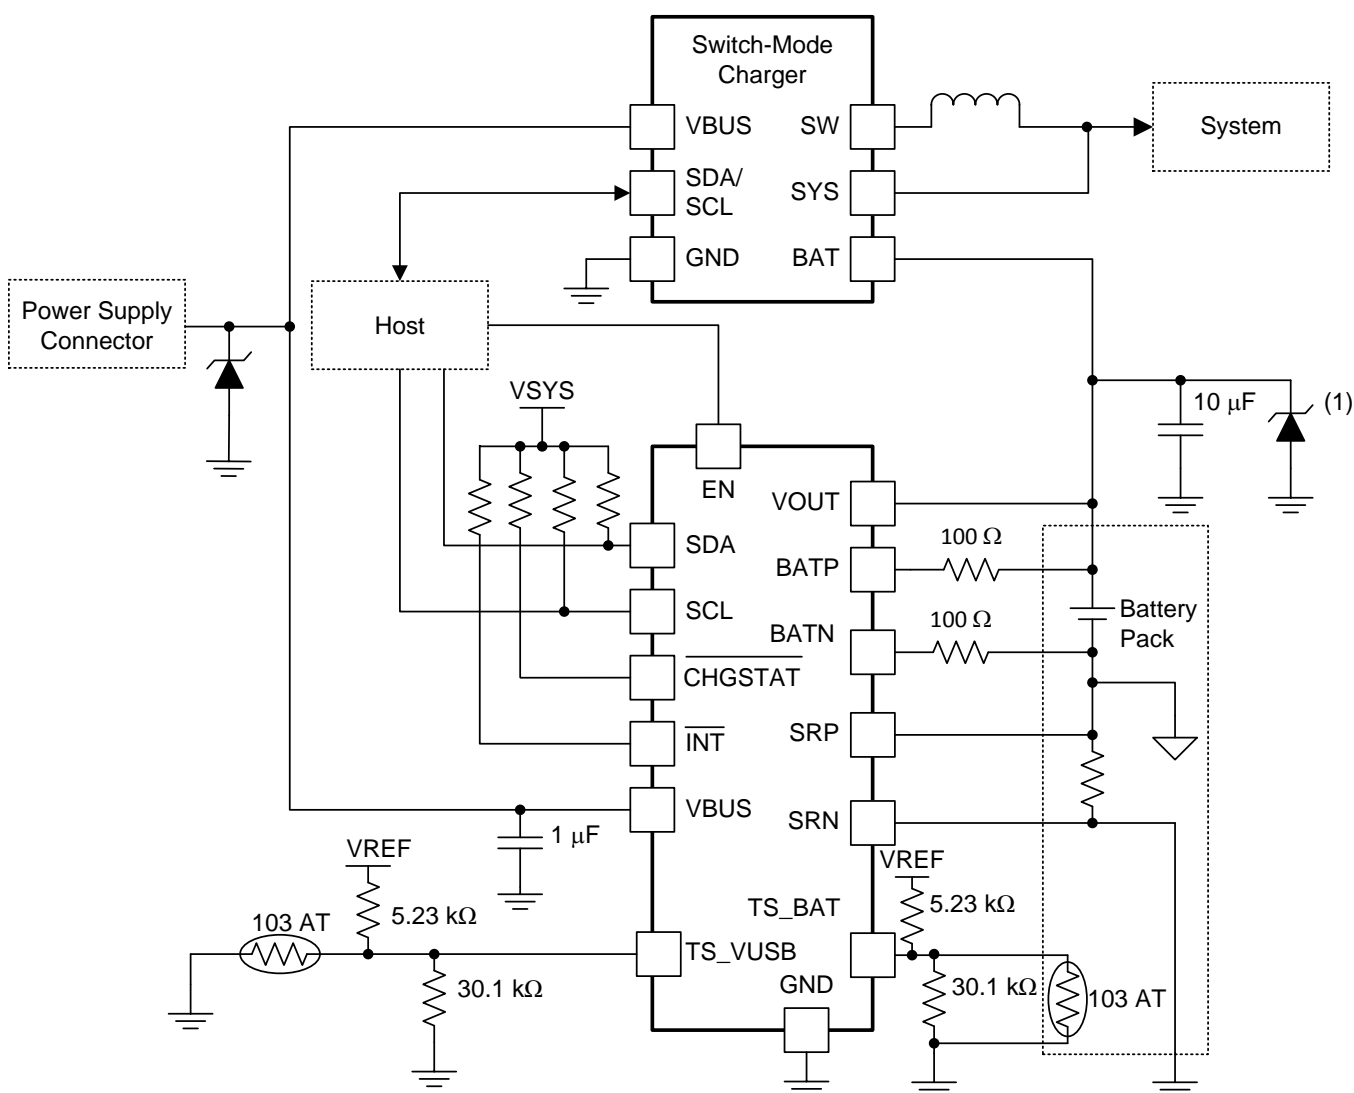 Switch-Mode
Charger
VBUS
SW
System
SDA/
SCL
SYS
GND
BAT
Power Supply
Connector
Host
VSYS
10 μF
(1)
EN
VOUT
SDA
100 Ω
BATP
SCL
100 Ω
BATN
Battery
Pack
CHGSTAT
INT
SRP
VBUS
SRN
1 μF
VREF
VREF
5.23 kΩ
TS_BAT
5.23 kΩ
103 AT
TS_VUSB
30.1 kΩ
GND
30.1 kΩ
103 AT